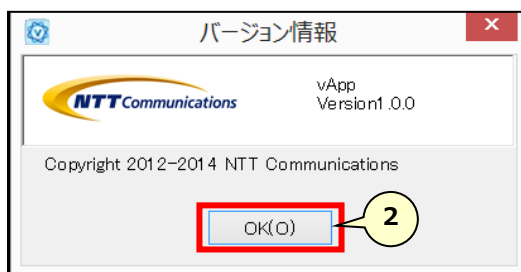 バージョン情報
x
NTT Communications
vApp
Version1.0.0
Copyright 2012-2014 NTT Communications
OK(O)
2